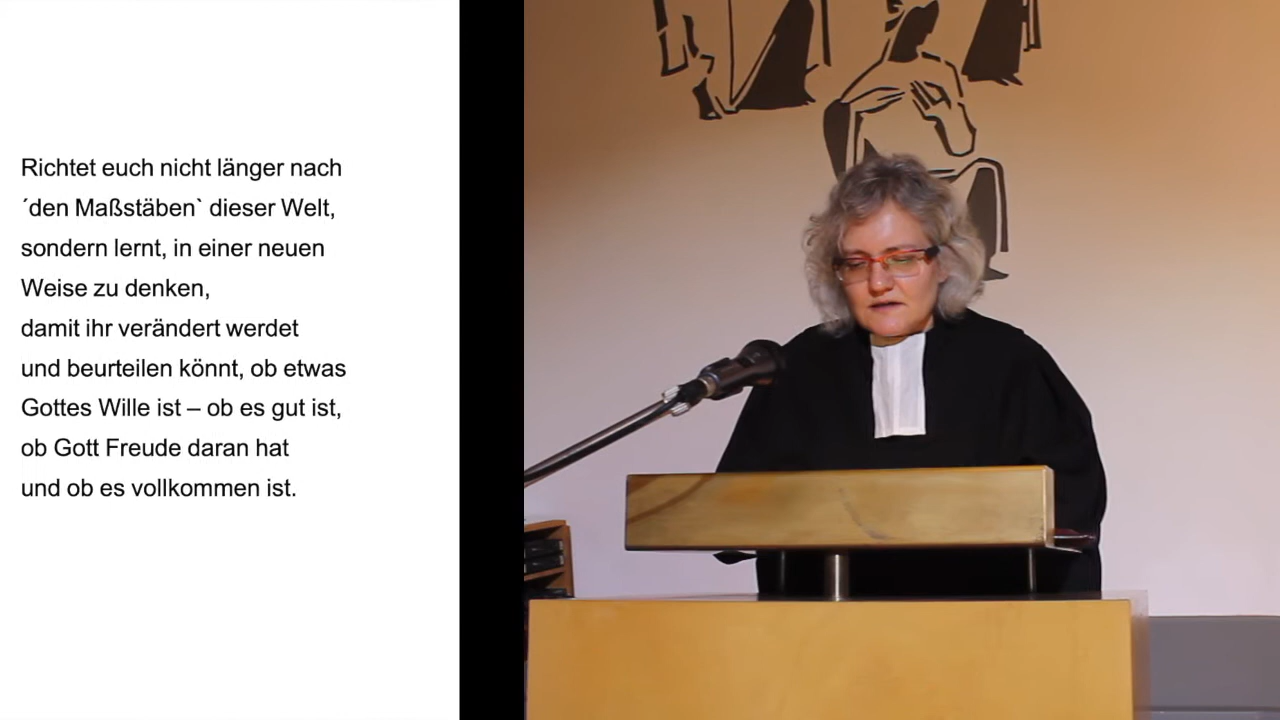 Richtet euch nicht länger nach
´den Maßstäben` dieser Welt,
sondern lernt, in einer neuen
Weise zu denken,
damit ihr verändert werdet
und beurteilen könnt, ob etwas
Gottes Wille ist – ob es gut ist,
ob Gott Freude daran hat
und ob es vollkommen ist.